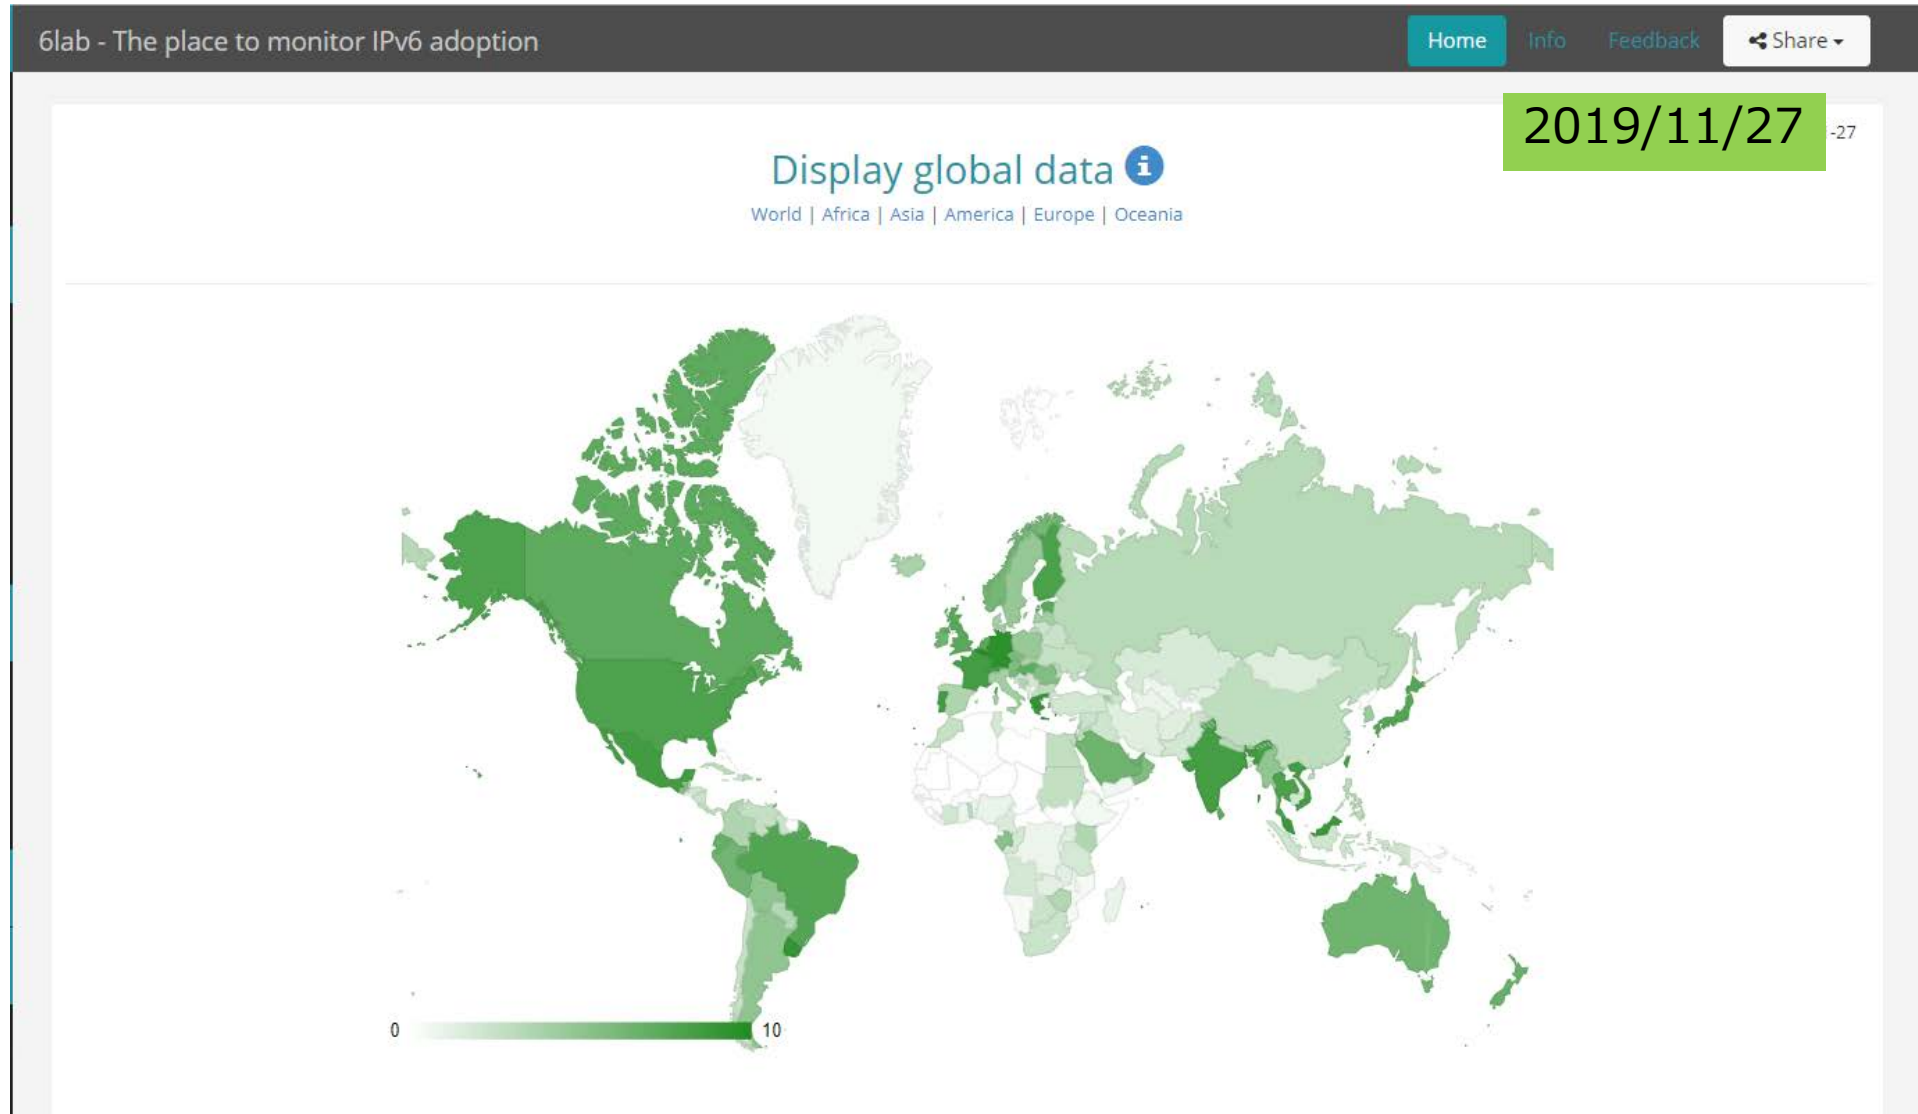 6lab - The place to monitor IPv6 adoption
Home Info Feedback Share
2019/11/27 -27
Display global data
World | Africa | Asia | America | Europe | Oceania
0 10